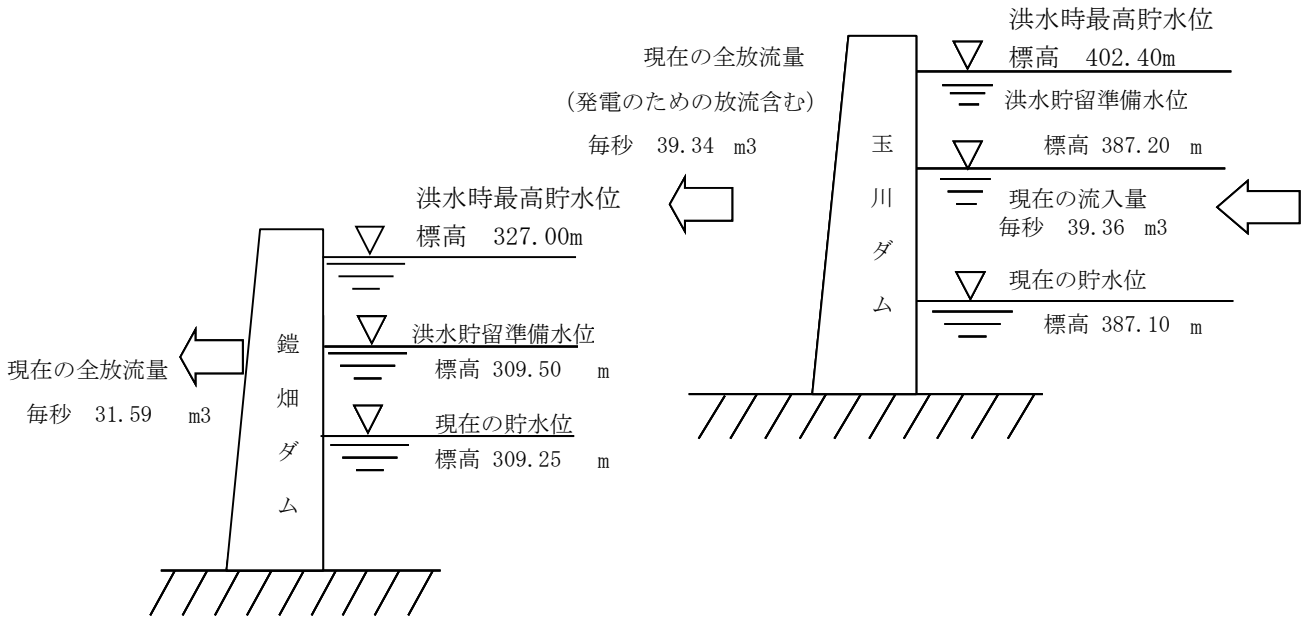 洪水時最高貯水位
標高　402.40m
洪水貯留準備水位
標高 387.20 m
現在の流入量
毎秒 39.36 m3
現在の貯水位
標高 387.10 m
玉川ダム
現在の全放流量
(発電のための放流含む)
毎秒 39.34 m3
洪水時最高貯水位
標高　327.00m
洪水貯留準備水位
標高 309.50 m
現在の貯水位
標高 309.25 m
鎧畑ダム
現在の全放流量
毎秒 31.59 m3